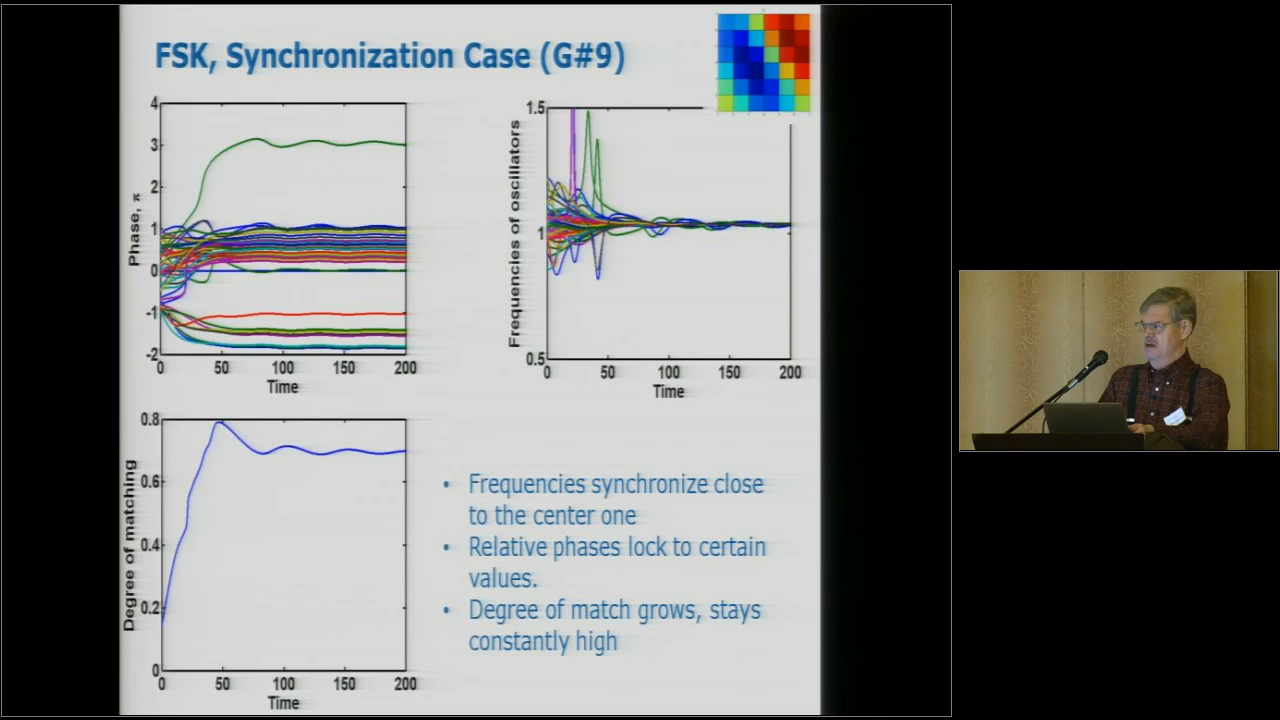 FSK, Synchronization Case (G#9)
4
3
2
1
0
-1
-2
Phase, π
0 50 100 150 200
Time
1.5
1
0.5
Frequencies of oscillators
0 50 100 150 200
Time
0.8
0.6
0.4
0.2
0
Degree of matching
0 50 100 150 200
Time
• Frequencies synchronize close
to the center one
• Relative phases lock to certain
values.
• Degree of match grows, stays
constantly high